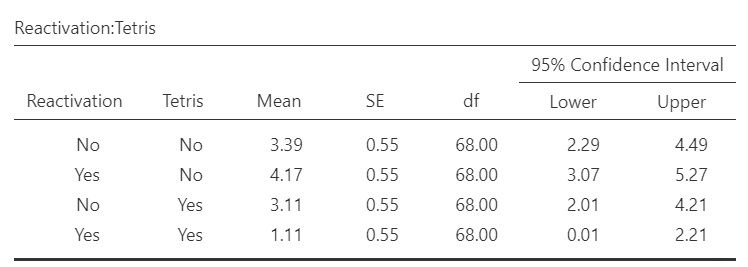 Reactivation:Tetris
95% Confidence Interval
Reactivation Tetris Mean SE df Lower Upper
No No 3.39 0.55 68.00 2.29 4.49
Yes No 4.17 0.55 68.00 3.07 5.27
No Yes 3.11 0.55 68.00 2.01 4.21
Yes Yes 1.11 0.55 68.00 0.01 2.21